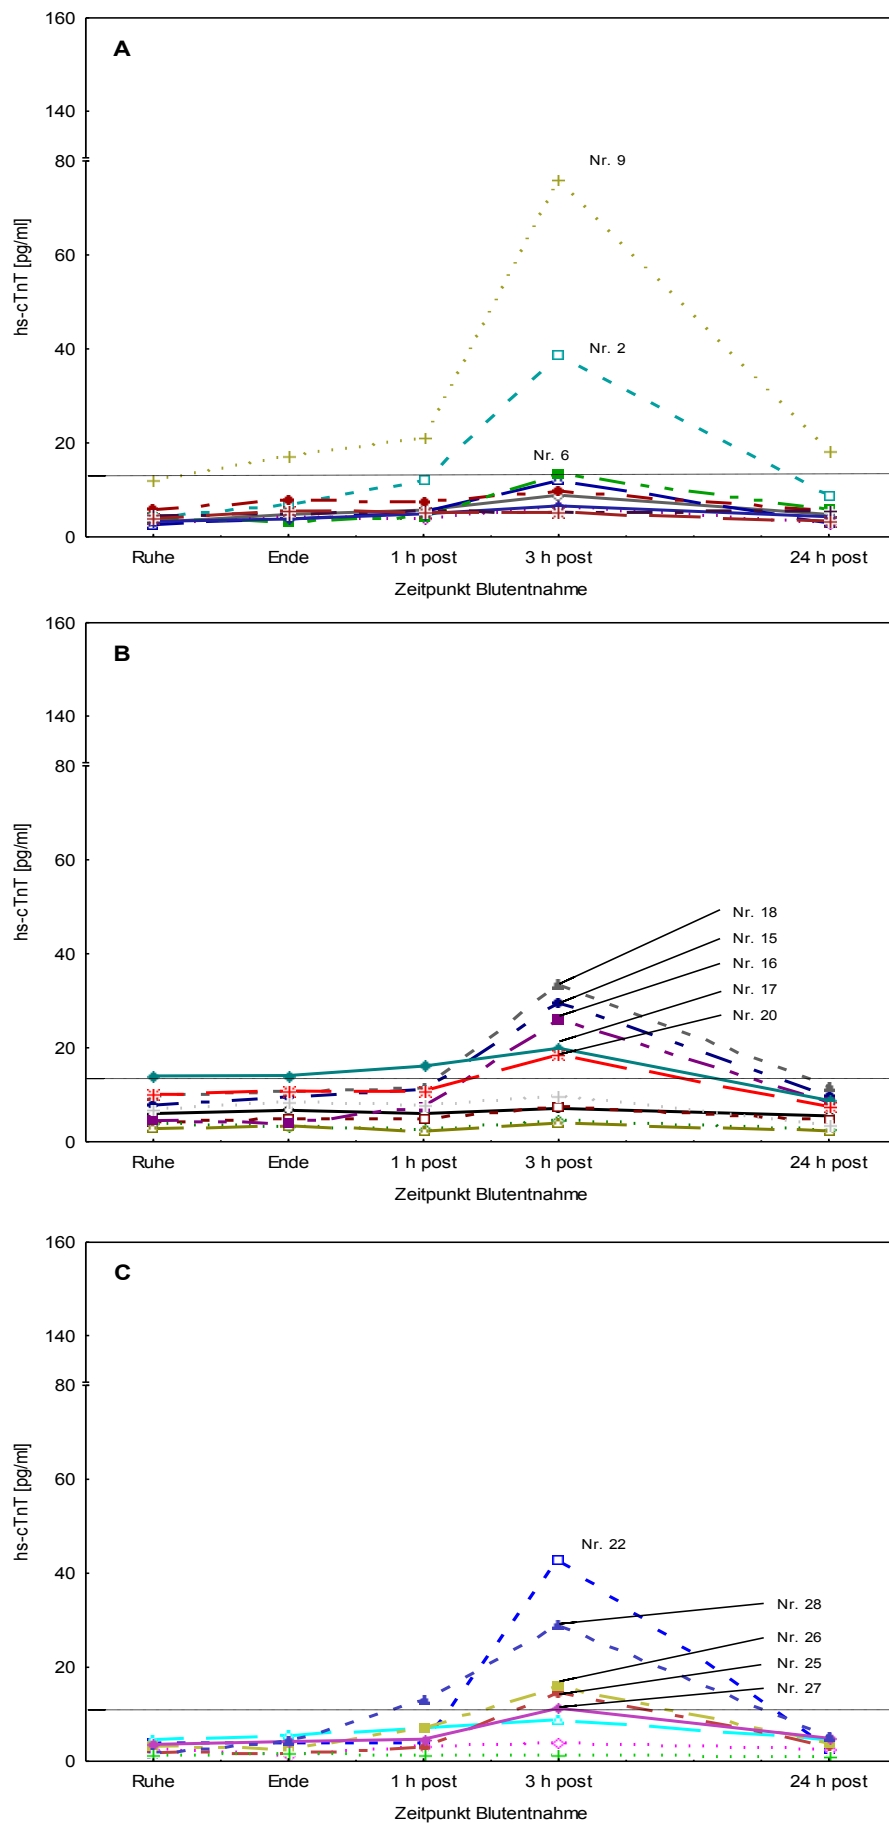 160
A
140
80
Nr. 9
60
hs-cTnT [pg/ml]
40
Nr. 2
20
Nr. 6
0
Ruhe Ende 1 h post 3 h post 24 h post
Zeitpunkt Blutentnahme
160
B
140
80
60
hs-cTnT [pg/ml]
40
Nr. 18
Nr. 15
Nr. 16
Nr. 17
Nr. 20
20
0
Ruhe Ende 1 h post 3 h post 24 h post
Zeitpunkt Blutentnahme
160
C
140
80
60
hs-cTnT [pg/ml]
40
Nr. 22
Nr. 28
Nr. 26
Nr. 25
Nr. 27
20
0
Ruhe Ende 1 h post 3 h post 24 h post
Zeitpunkt Blutentnahme